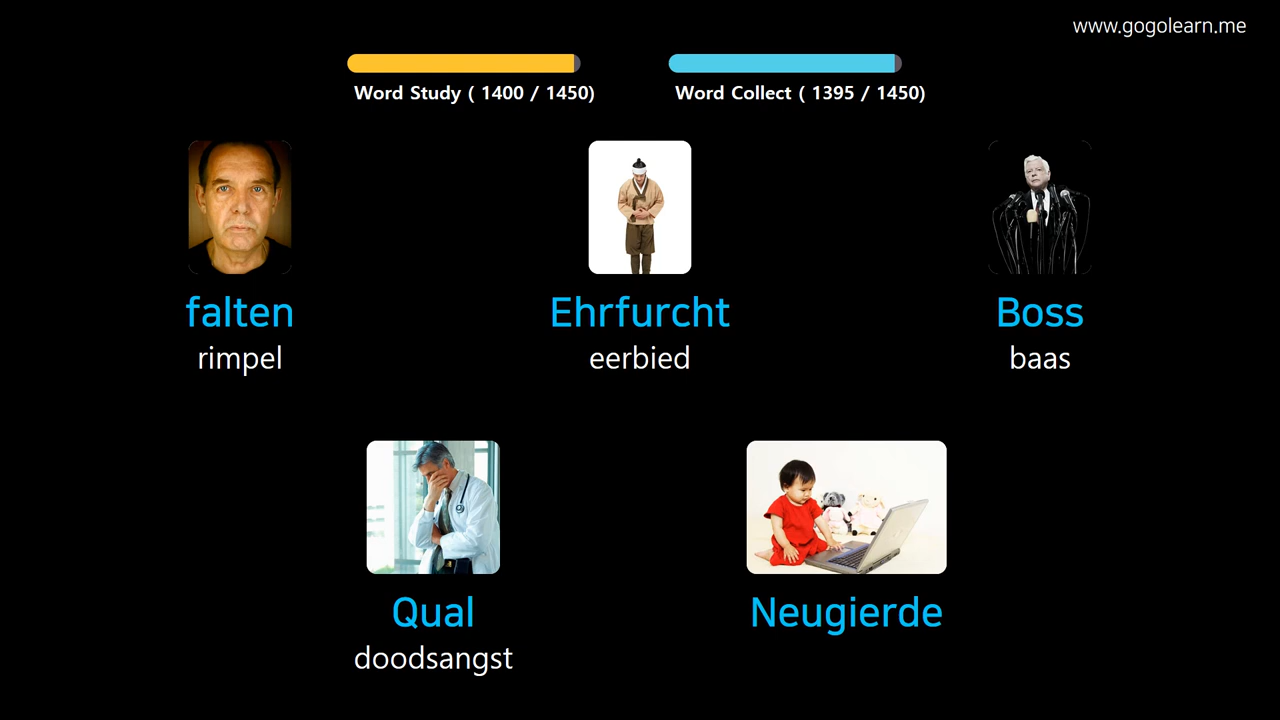 www.gogolearn.me
Word Study ( 1400 / 1450)
Word Collect ( 1395 / 1450)
falten
rimpel
Ehrfurcht
eerbied
Boss
baas
Qual
doodsangst
Neugierde